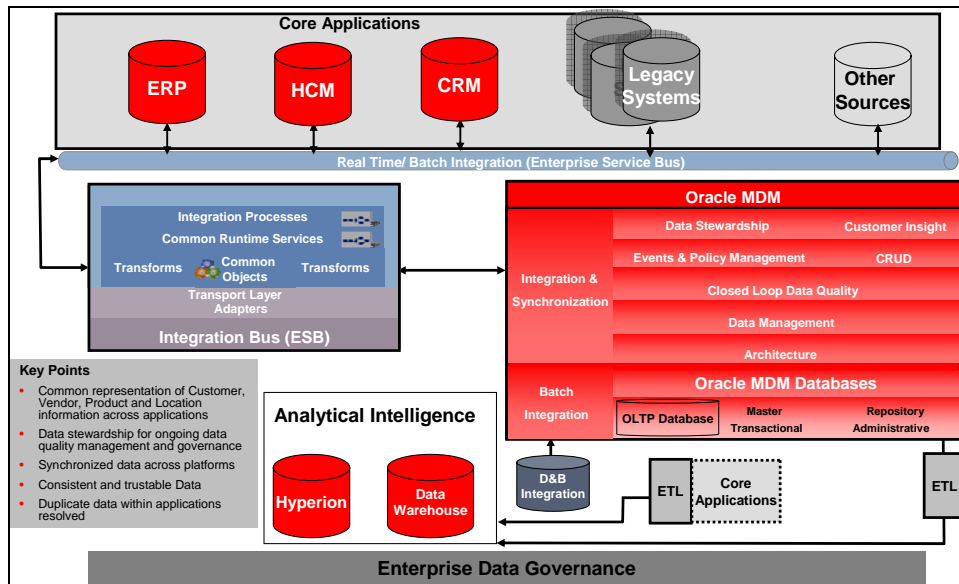 Core Applications
ERP
HCM
CRM
Legacy
Systems
Other
Sources
Real Time/ Batch Integration (Enterprise Service Bus)
Integration Processes
Common Runtime Services
Transforms
Common
Objects
Transforms
Transport Layer
Adapters
Integration Bus (ESB)
Oracle MDM
Integration &
Synchronization
Data Stewardship
Customer Insight
Events & Policy Management
CRUD
Closed Loop Data Quality
Data Management
Architecture
Batch
Integration
Oracle MDM Databases
OLTP Database
Master
Transactional
Repository
Administrative
Key Points
• Common representation of Customer,
Vendor, Product and Location
information across applications
• Data stewardship for ongoing data
quality management and governance
• Synchronized data across platforms
• Consistent and trustable Data
• Duplicate data within applications
resolved
Analytical Intelligence
Hyperion
Data
Warehouse
D&B
Integration
ETL
Core
Applications
ETL
Enterprise Data Governance